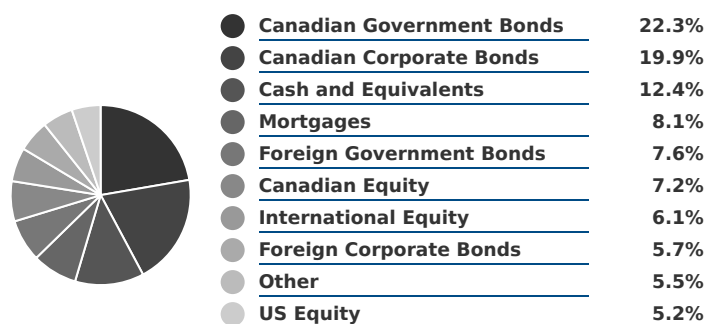 Canadian Government Bonds 22.3%
Canadian Corporate Bonds 19.9%
Cash and Equivalents 12.4%
Mortgages 8.1%
Foreign Government Bonds 7.6%
Canadian Equity 7.2%
International Equity 6.1%
Foreign Corporate Bonds 5.7%
Other 5.5%
US Equity 5.2%